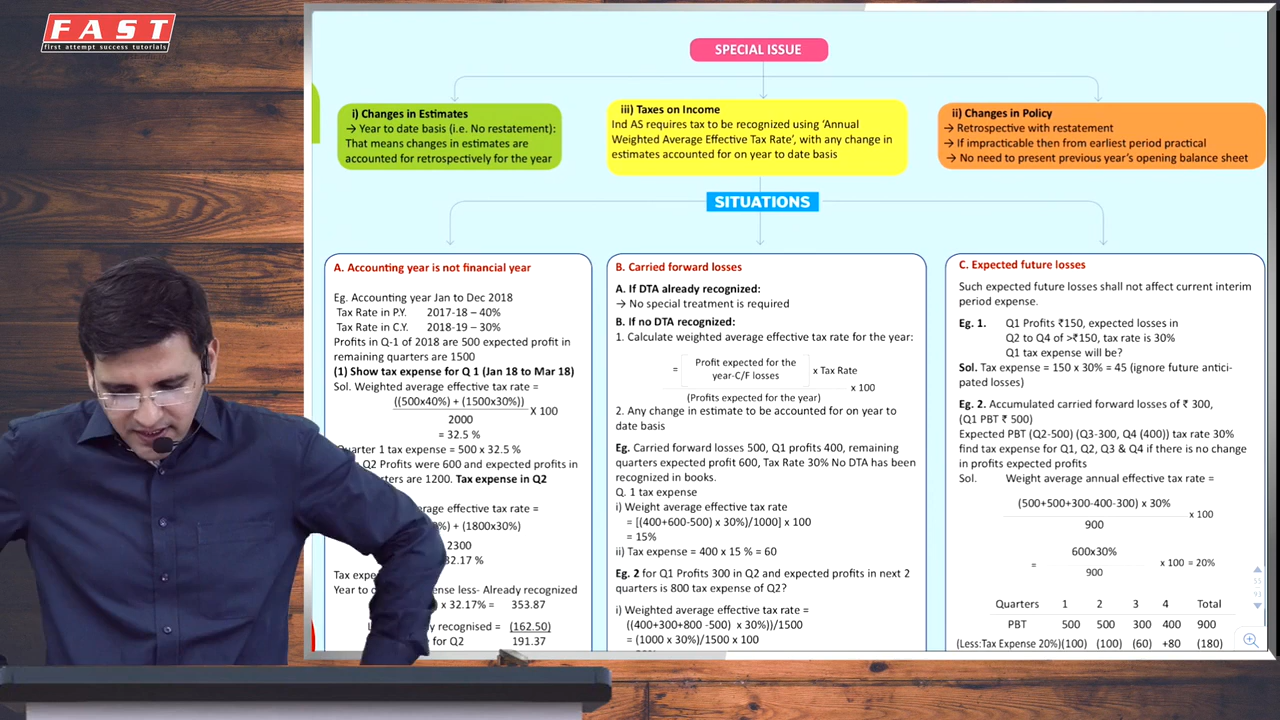 FAST
first attempt success tutorials
SPECIAL ISSUE
i) Changes in Estimates
→ Year to date basis (i.e. No restatement):
That means changes in estimates are
accounted for retrospectively for the year
iii) Taxes on Income
Ind AS requires tax to be recognized using ‘Annual
Weighted Average Effective Tax Rate’, with any change in
estimates accounted for on year to date basis
ii) Changes in Policy
→ Retrospective with restatement
→ If impracticable then from earliest period practical
→ No need to present previous year’s opening balance sheet
SITUATIONS
A. Accounting year is not financial year
Eg. Accounting year Jan to Dec 2018
Tax Rate in P.Y. 2017-18 – 40%
Tax Rate in C.Y. 2018-19 – 30%
Profits in Q-1 of 2018 are 500 expected profit in
remaining quarters are 1500
(1) Show tax expense for Q 1 (Jan 18 to Mar 18)
Sol. Weighted average effective tax rate =
((500x40%) + (1500x30%)) X 100
2000
= 32.5 %
uarter 1 tax expense = 500 x 32.5 %
Q2 Profits were 600 and expected profits in
ters are 1200. Tax expense in Q2
erage effective tax rate =
%) + (1800x30%)
2300
32.17 %
Tax expe
Year to ense less- Already recognized
x 32.17% = 353.87
y recognised = (162.50)
for Q2 191.37
B. Carried forward losses
A. If DTA already recognized:
→ No special treatment is required
B. If no DTA recognized:
1. Calculate weighted average effective tax rate for the year:
= Profit expected for the year-C/F losses x Tax Rate
x 100
(Profits expected for the year)
2. Any change in estimate to be accounted for on year to
date basis
Eg. Carried forward losses 500, Q1 profits 400, remaining
quarters expected profit 600, Tax Rate 30% No DTA has been
recognized in books.
Q. 1 tax expense
i) Weight average effective tax rate
= [(400+600-500) x 30%)/1000] x 100
= 15%
ii) Tax expense = 400 x 15 % = 60
Eg. 2 for Q1 Profits 300 in Q2 and expected profits in next 2
quarters is 800 tax expense of Q2?
i) Weighted average effective tax rate =
((400+300+800 -500) x 30%))/1500
= (1000 x 30%)/1500 x 100
C. Expected future losses
Such expected future losses shall not affect current interim
period expense.
Eg. 1. Q1 Profits ₹150, expected losses in
Q2 to Q4 of >₹150, tax rate is 30%
Q1 tax expense will be?
Sol. Tax expense = 150 x 30% = 45 (ignore future antici-
pated losses)
Eg. 2. Accumulated carried forward losses of ₹ 300,
(Q1 PBT ₹ 500)
Expected PBT (Q2-500) (Q3-300, Q4 (400)) tax rate 30%
find tax expense for Q1, Q2, Q3 & Q4 if there is no change
in profits expected profits
Sol. Weight average annual effective tax rate =
(500+500+300-400-300) x 30% x 100
900
= 600x30% x 100 = 20%
900
Quarters 1 2 3 4 Total
PBT 500 500 300 400 900
(Less:Tax Expense 20%)(100) (100) (60) +80 (180)